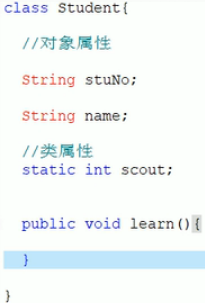 class Student{
//对象属性
String stuNo;
String name;
//类属性
static int scout;
public void learn(){
}
}